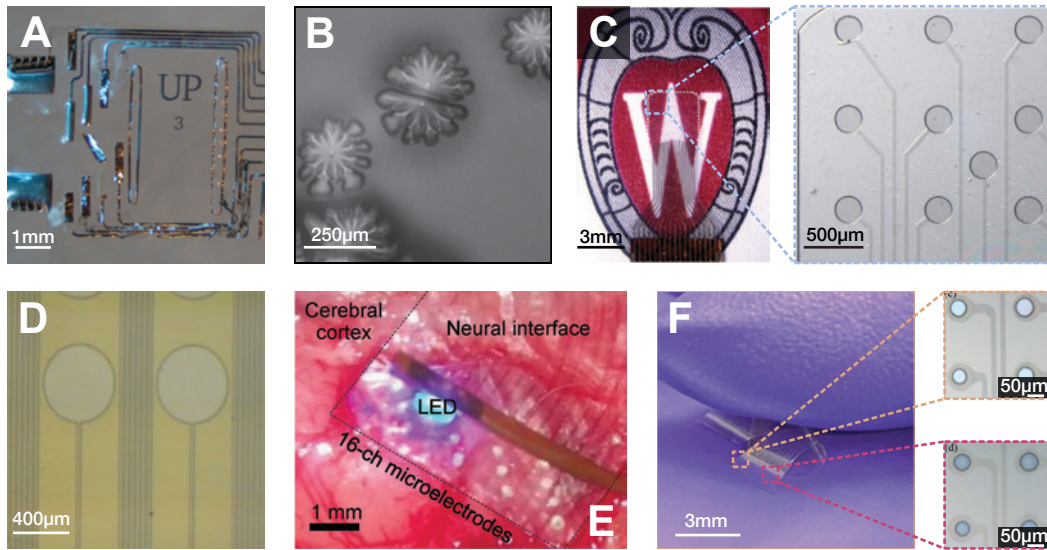 A
UP
3
1mm
B
250µm
C
3mm
500µm
D
400µm
Cerebral
cortex
Neural interface
LED
16-ch microelectrodes
1 mm
E
F
3mm
(c)
50µm
(d)
50µm